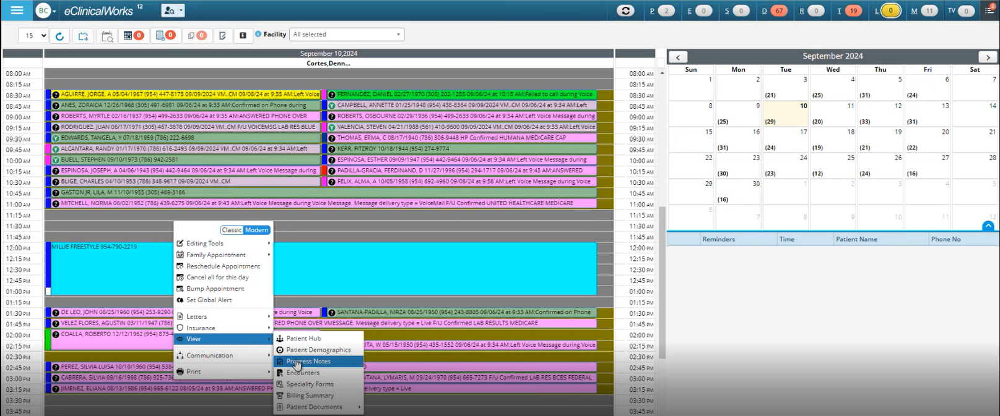 BC eClinicalWorks 12 P 2 E 0 S 0 D 67 R 0 T 19 L 0 M 11 TV 0 2
15 0 0 0 E Facility All selected
September 10,2024
Cortes,Denn...
08:00 AM 08:00 AM
08:15 AM 08:15 AM
08:30 AM AGUIRRE, JORGE, A 05/04/1967 (954) 447-8175 09/09/2024 VM..CM 09/06/24 at 9:35 AM:Left Voice FERNANDEZ, DANIEL 02/27/1970 (305) 202-1285 09/06/24 at 10:15 AM:Failed to call during Voice 08:30 AM
08:45 AM ANES, ZORAIDA 12/26/1968 (305) 491-6981 09/06/24 at 9:33 AM:Confirmed on Phone during CAMPBELL, ANNETTE 01/25/1948 (954) 438-8364 09/09/2024 VM..CM 09/06/24 at 9:34 AM:Left 08:45 AM
09:00 AM ROBERTS, MYRTLE 02/16/1937 (954) 499-2633 09/06/24 at 9:35 AM:ANSWERED PHONE OVER ROBERTS, OSBOURNE 02/29/1936 (954) 499-2633 09/06/24 at 9:34 AM:Left Voice Message during 09:00 AM
09:15 AM RODRIGUEZ, JUAN 06/17/1971 (305) 467-3878 09/09/2024 VM..CM F/U VOICEMSG LAB RES BLUE VALENCIA, STEVEN 04/21/1988 (561) 410-9600 09/09/2024 VM..CM 09/06/24 at 9:33 AM:Left Voice 09:15 AM
09:30 AM Y EDWARDS, TANGELA, Y 07/18/1959 (786) 222-6698 THOMAS, ERMA, C 08/17/1940 (786) 306-9448 HP Confirmed HUMANA MEDICARE CAP 09:30 AM
09:45 AM Y ALCANTARA, RANDY 01/17/1970 (786) 616-2493 09/09/2024 VM..CM 09/06/24 at 9:34 AM:Left KERR, FITZROY 10/18/1944 (954) 274-9774 09:45 AM
10:00 AM Y BUELL, STEPHEN 09/10/1973 (786) 942-2581 ESPINOSA, ESTHER 09/09/1947 (954) 442-9464 09/06/24 at 9:33 AM:Left Voice Message during 10:00 AM
10:15 AM ESPINOSA, JOSEPH, A 04/06/1943 (954) 442-9464 09/06/24 at 9:34 AM:Left Voice Message during PADILLA-GRACIA, FERDINAND, D 11/27/1996 (954) 294-1717 09/06/24 at 9:43 AM:ANSWERED 10:15 AM
10:30 AM BLIGE, CHARLES 04/10/1953 (786) 348-9617 09/09/2024 VM..CM FELIX, ALMA, A 10/05/1958 (954) 692-4960 09/06/24 at 9:56 AM:Left Voice Message during Voice 10:30 AM
10:45 AM GASTON JR, LILA, M 11/10/1955 (305) 469-3166 10:45 AM
11:00 AM MITCHELL, NORMA 06/02/1952 (786) 439-6275 09/06/24 at 9:34 AM:Left Voice Message during Voice Message. Message delivery type = VoiceMail F/U Confirmed UNITED HEALTHCARE MEDICARE 11:00 AM
11:15 AM 11:15 AM
11:30 AM 11:30 AM
11:45 AM 11:45 AM
12:00 PM MILLIE FREESTYLE 954-790-2219 12:00 PM
12:15 PM 12:15 PM
12:30 PM 12:30 PM
12:45 PM 12:45 PM
01:00 PM 01:00 PM
01:15 PM 01:15 PM
01:30 PM DE LEO, JOHN 08/25/1960 (954) 253-9290 during Voice SANTANA-PADILLA, NIRZA 08/25/1950 (954) 243-8805 09/06/24 at 9:33 AM:Confirmed on Phone 01:30 PM
01:45 PM VELEZ FLORES, AGUSTIN 03/11/1947 (786) PHONE OVER VMESSAGE. Message delivery type = Live F/U Confirmed LAB RESULTS MEDICARE 01:45 PM
02:00 PM COALLA, ROBERTO 12/12/1962 (954) 873-4 02:00 PM
02:15 PM W 05/15/1950 (954) 435-1552 09/06/24 at 9:34 AM:Left Voice Message during Voice 02:15 PM
02:30 PM 02:30 PM
02:45 PM PEREZ, SILVIA LUISA 10/10/1960 (954) 538- 02:45 PM
03:00 PM CABRERA, SILVIA 09/16/1998 (786) 925-73 LYMARIS, M 09/24/1970 (954) 665-7273 F/U Confirmed LAB RES BCBS FEDERAL 03:00 PM
03:15 PM JIMENEZ, ELIANA 08/13/1986 (954) 665-6122 08/05/24 at 9:35 AM:ANSWERED delivery type = Live 03:15 PM
03:30 PM 03:30 PM
03:45 PM 03:45 PM
Classic Modern
Editing Tools
Family Appointment
Reschedule Appointment
Cancel all for this day
Bump Appointment
Set Global Alert
Letters
Insurance
View
Communication
Print
Patient Hub
Patient Demographics
Progress Notes
Encounters
Speciality Forms
Billing Summary
Patient Documents
September 2024
Sun Mon Tue Wed Thu Fri Sat
1 2 3 4 5 6 7
(21) (25) (31) (24)
8 9 10 11 12 13 14
(25) (29) (20) (33) (31)
15 16 17 18 19 20 21
(31) (24) (19) (21) (22)
22 23 24 25 26 27 28
(30) (23) (12) (24) (16)
29 30 1 2 3 4 5
(16)
6 7 8 9 10 11 12
Reminders Time Patient Name Phone No